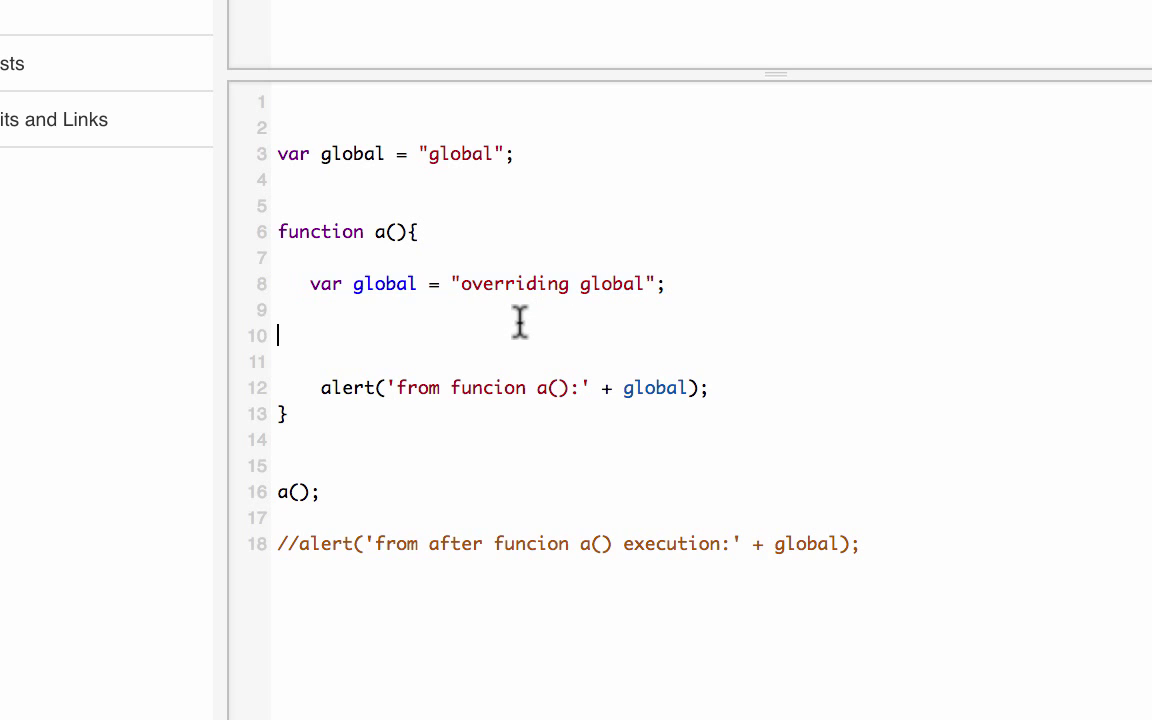 sts
its and Links
1
2
3 var global = "global";
4
5
6 function a(){
7
8 var global = "overriding global";
9
10
11
12 alert('from funcion a():' + global);
13 }
14
15
16 a();
17
18 //alert('from after funcion a() execution:' + global);